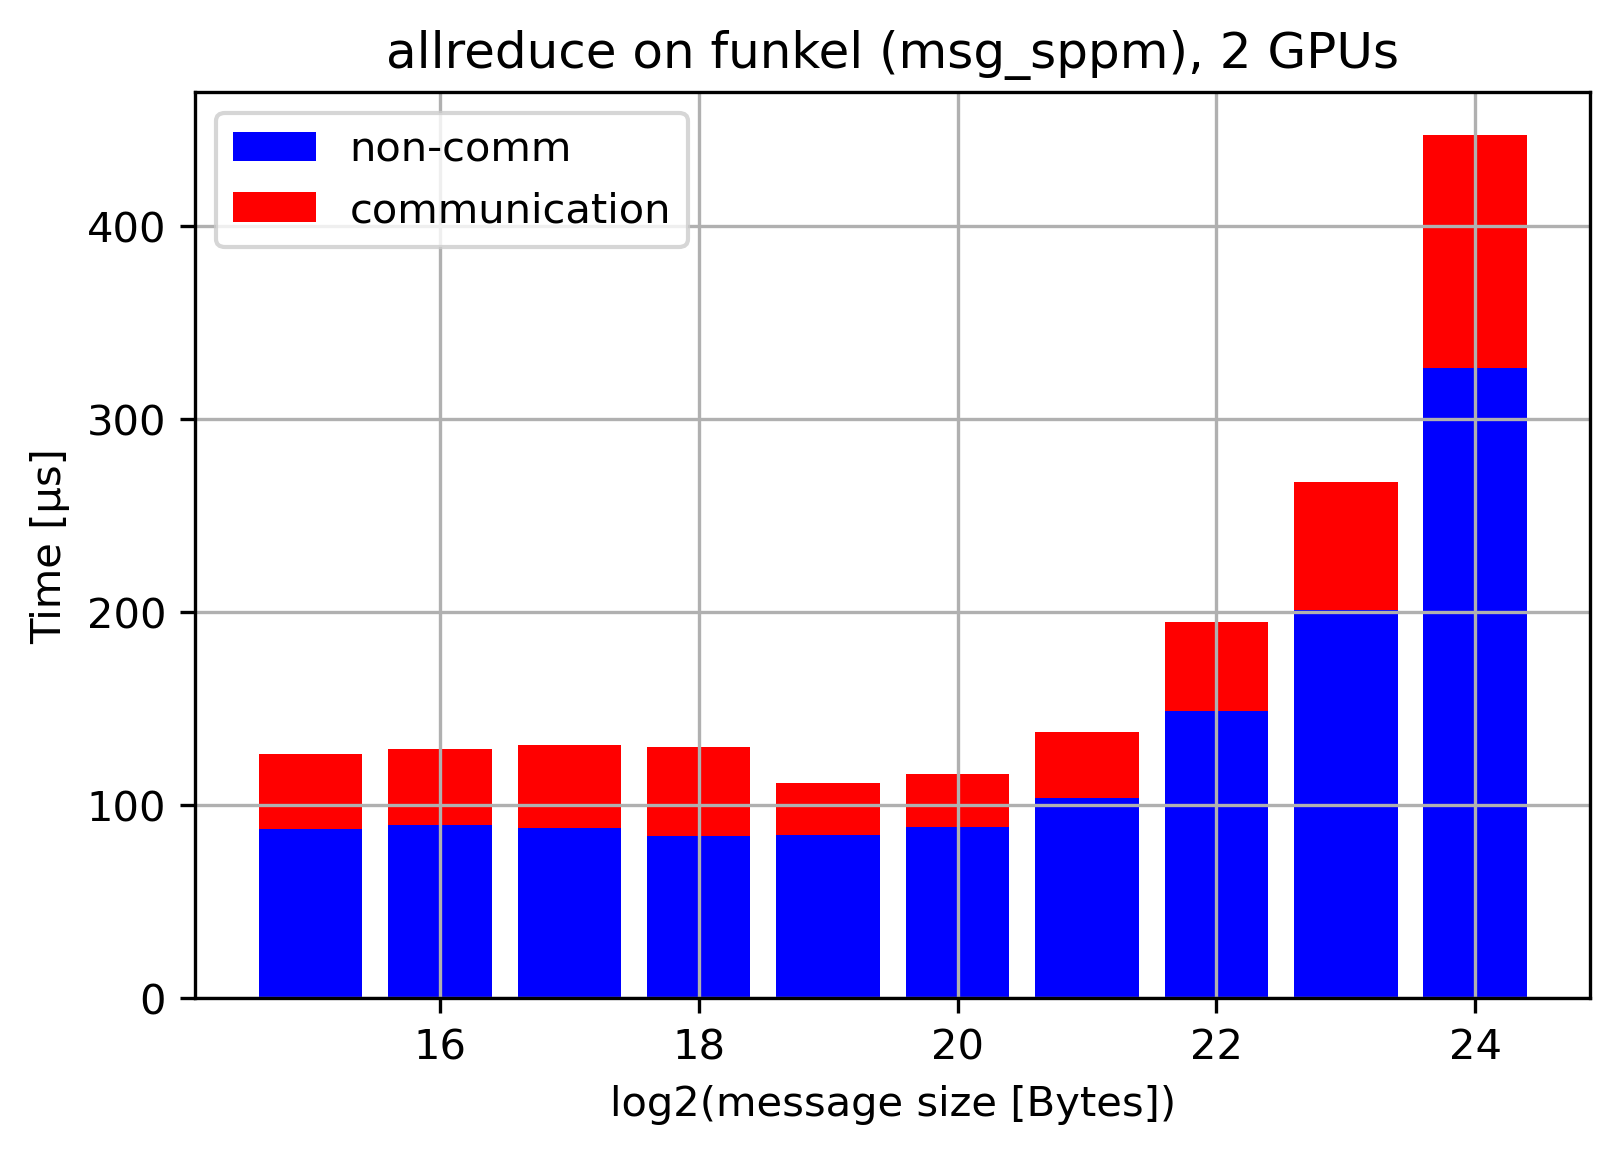 allreduce on funkel (msg_sppm), 2 GPUs
non-comm
communication
Time [µs]
400
300
200
100
0
16 18 20 22 24
log2(message size [Bytes])